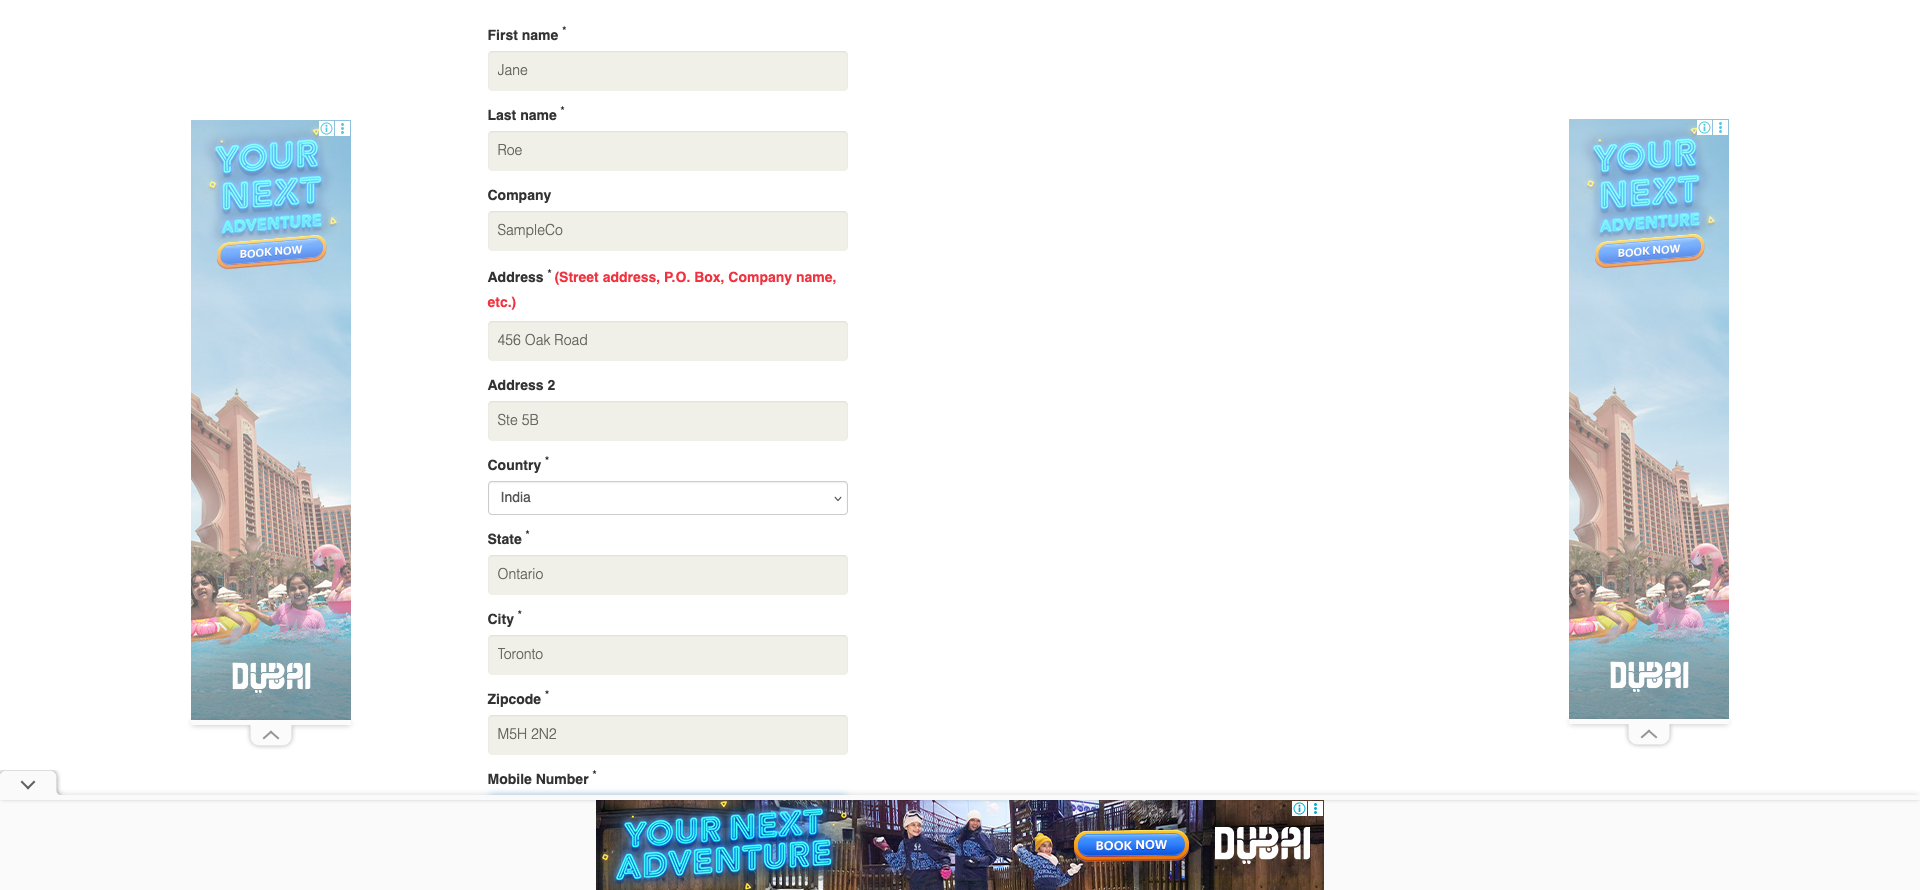 First name *
Jane
Last name *
Roe
Company
SampleCo
Address * (Street address, P.O. Box, Company name,
etc.)
456 Oak Road
Address 2
Ste 5B
Country *
India
State *
Ontario
City *
Toronto
Zipcode *
M5H 2N2
Mobile Number *
YOUR
NEXT
ADVENTURE
BOOK NOW
DUBAI
YOUR
NEXT
ADVENTURE
BOOK NOW
DUBAI
YOUR NEXT
ADVENTURE
BOOK NOW
DUBAI